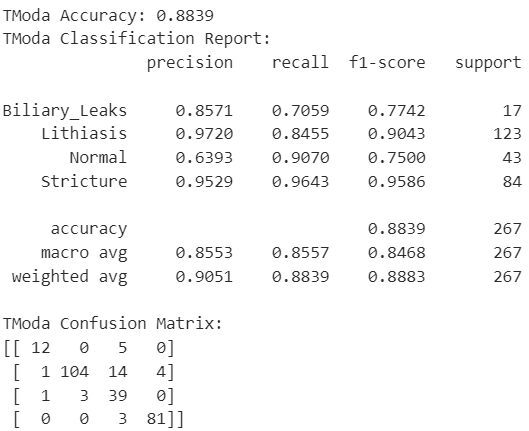 TModa Accuracy: 0.8839
TModa Classification Report:
precision recall f1-score support
Biliary_Leaks 0.8571 0.7059 0.7742 17
Lithiasis 0.9720 0.8455 0.9043 123
Normal 0.6393 0.9070 0.7500 43
Stricture 0.9529 0.9643 0.9586 84
accuracy 0.8839 267
macro avg 0.8553 0.8557 0.8468 267
weighted avg 0.9051 0.8839 0.8883 267
TModa Confusion Matrix:
[[ 12 0 5 0]
[ 1 104 14 4]
[ 1 3 39 0]
[ 0 0 3 81]]